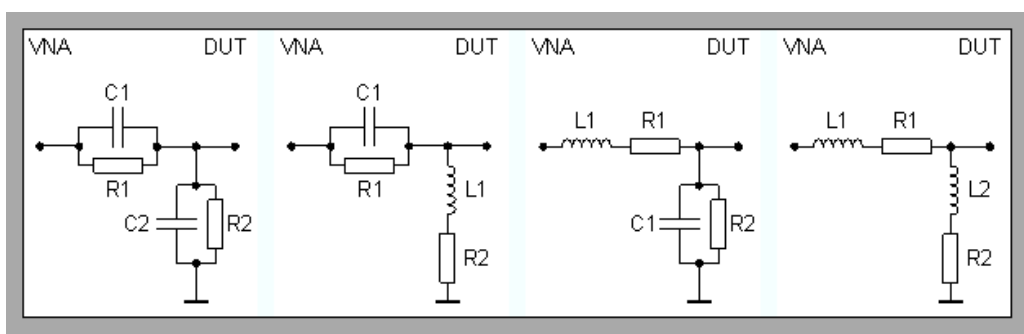 VNA DUT VNA DUT VNA DUT VNA DUT
C1 C1
L1 R1 L1 R1
R1 R1
L1 L2
C2 R2 C1 R2
R2 R2